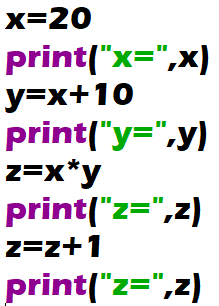 x=20
print("x=",x)
y=x+10
print("y=",y)
z=x*y
print("z=",z)
z=z+1
print("z=",z)